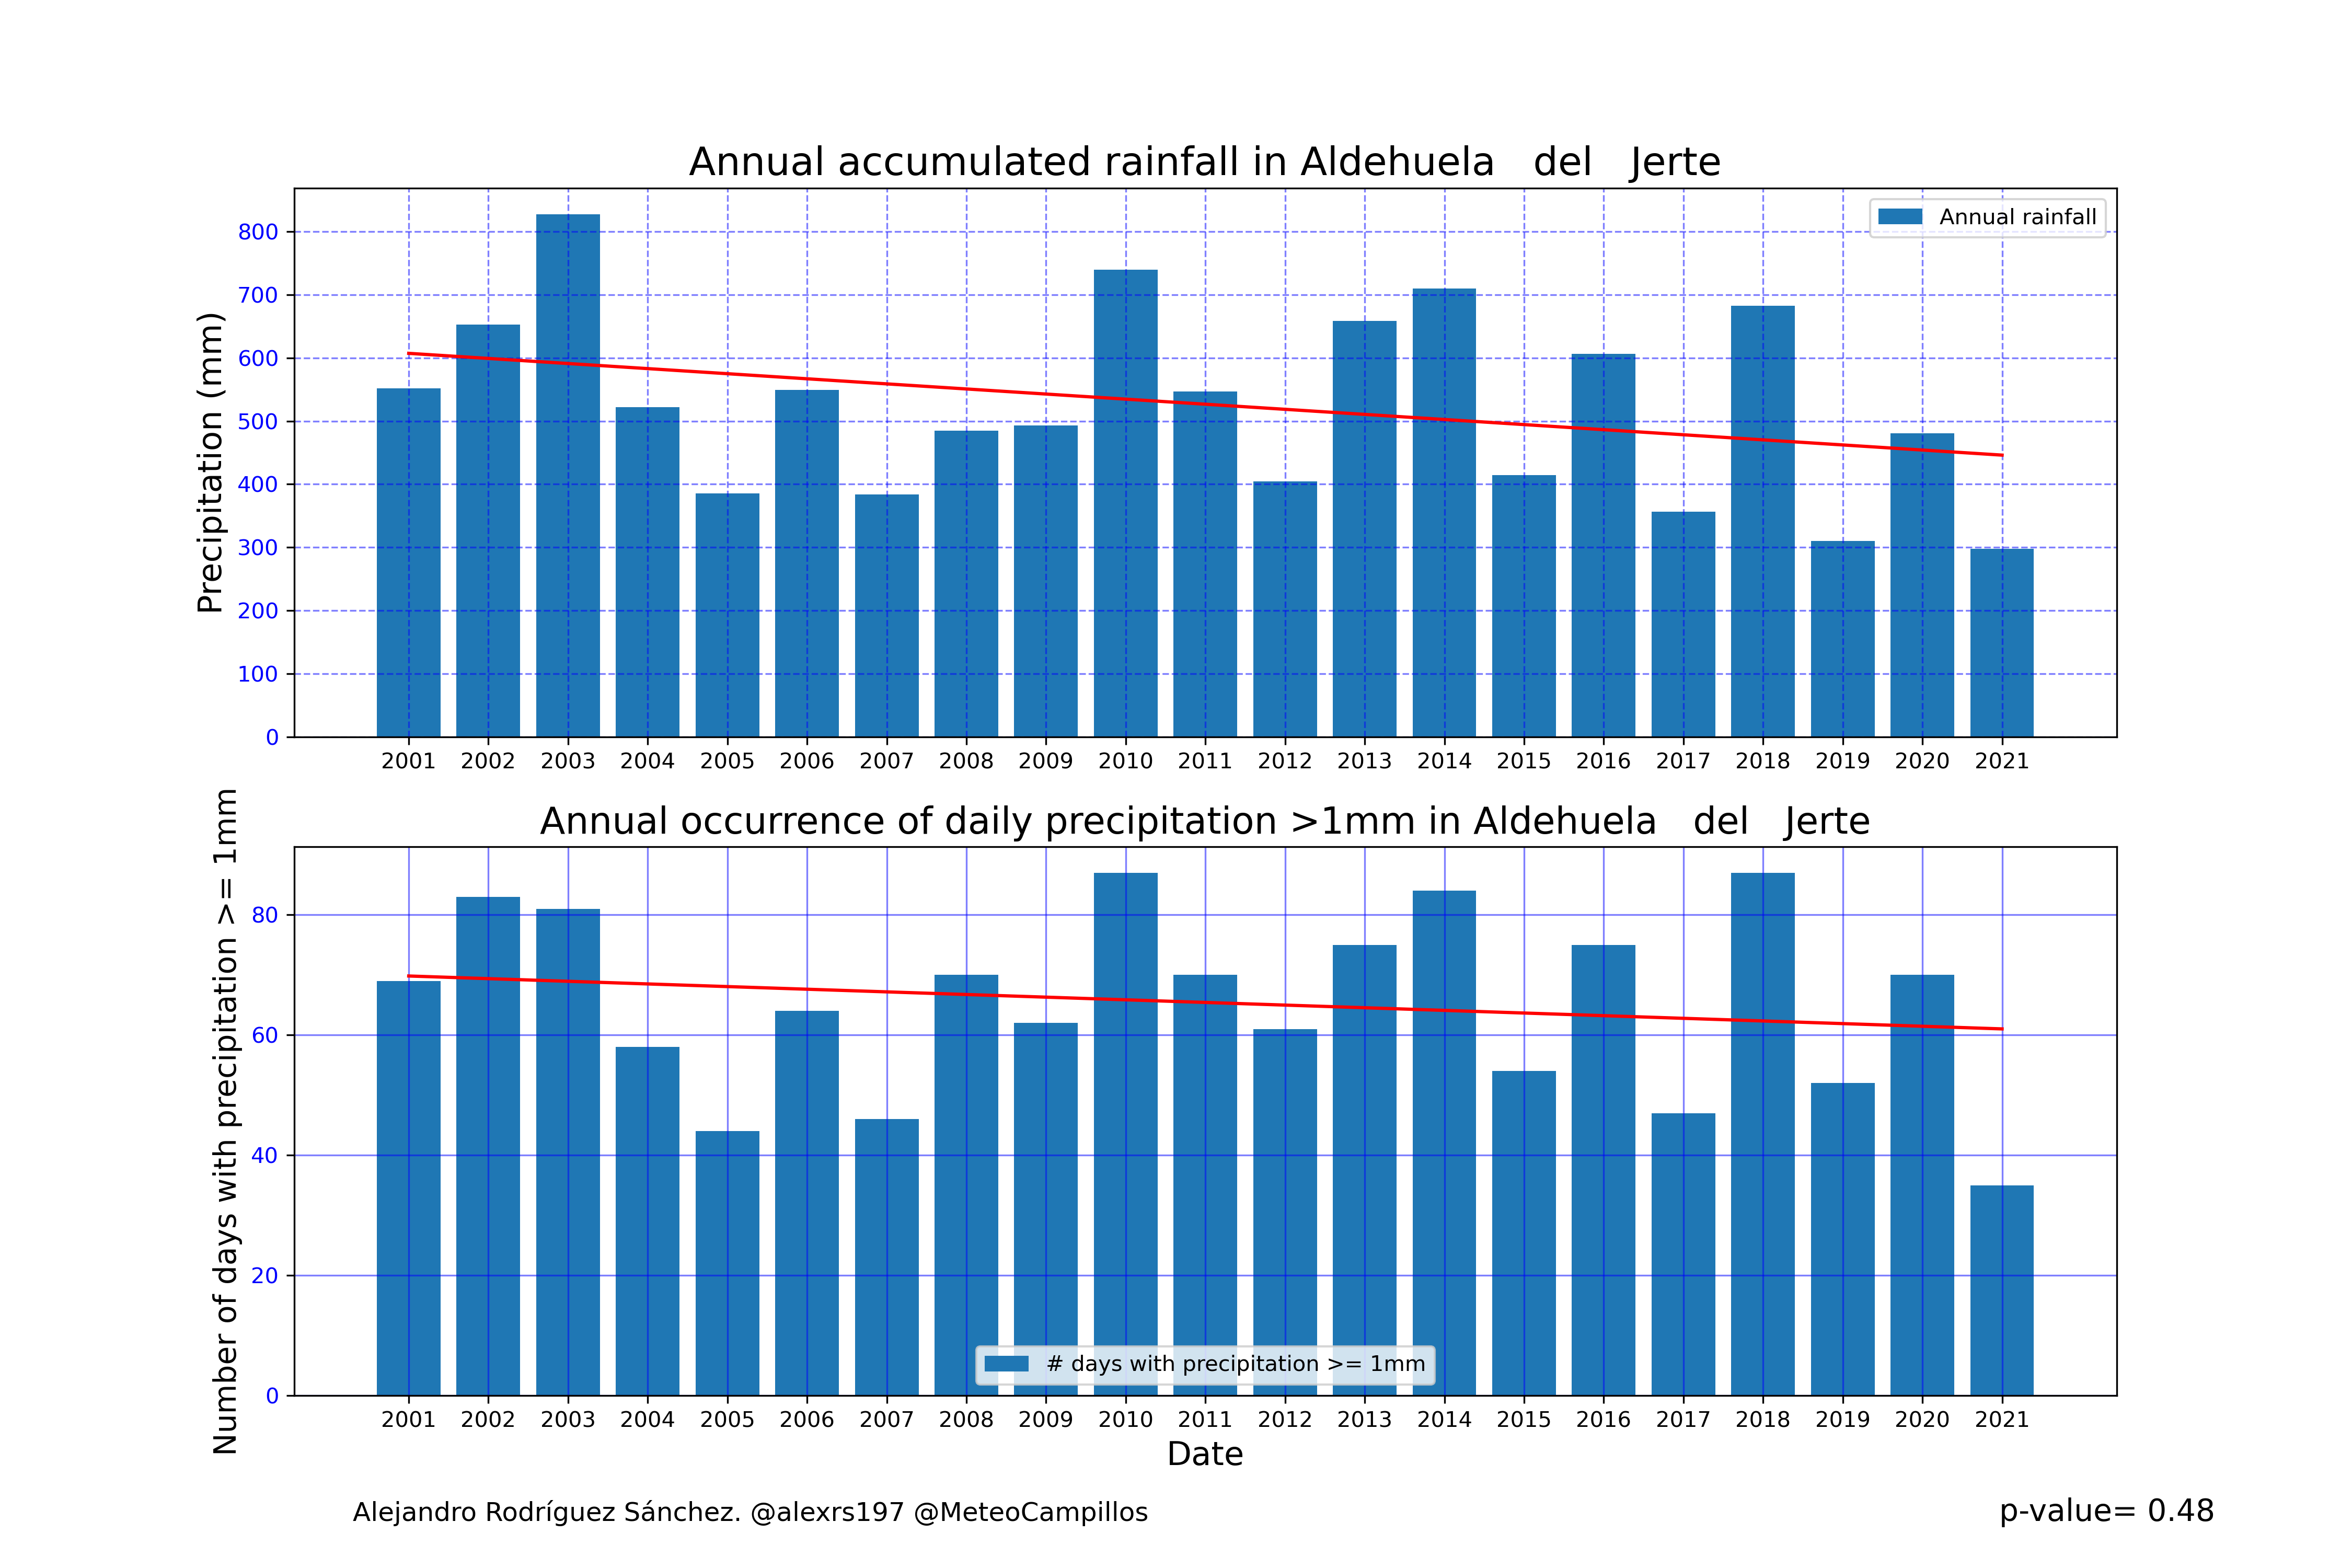 Annual accumulated rainfall in Aldehuela   del   Jerte
Annual rainfall
Precipitation (mm)
800
700
600
500
400
300
200
100
0
2001 2002 2003 2004 2005 2006 2007 2008 2009 2010 2011 2012 2013 2014 2015 2016 2017 2018 2019 2020 2021
Annual occurrence of daily precipitation >1mm in Aldehuela   del   Jerte
Number of days with precipitation >= 1mm
80
60
40
20
0
# days with precipitation >= 1mm
2001 2002 2003 2004 2005 2006 2007 2008 2009 2010 2011 2012 2013 2014 2015 2016 2017 2018 2019 2020 2021
Date
Alejandro Rodríguez Sánchez. @alexrs197 @MeteoCampillos
p-value= 0.48